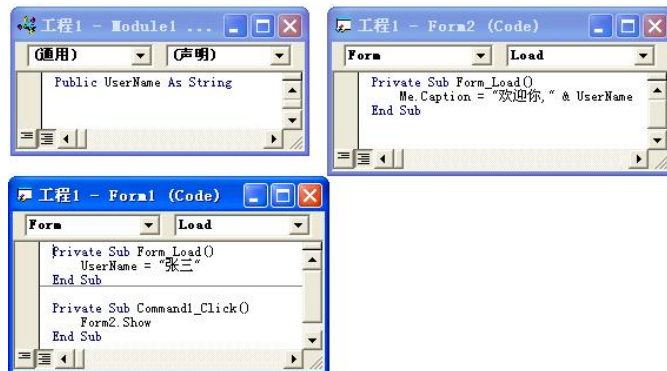 工程1 - Module1 ...
(通用) (声明)
Public UserName As String
工程1 - Form2 (Code)
Form Load
Private Sub Form_Load()
Me.Caption = "欢迎你," & UserName
End Sub
工程1 - Form1 (Code)
Form Load
Private Sub Form_Load()
UserName = "张三"
End Sub
Private Sub Command1_Click()
Form2.Show
End Sub